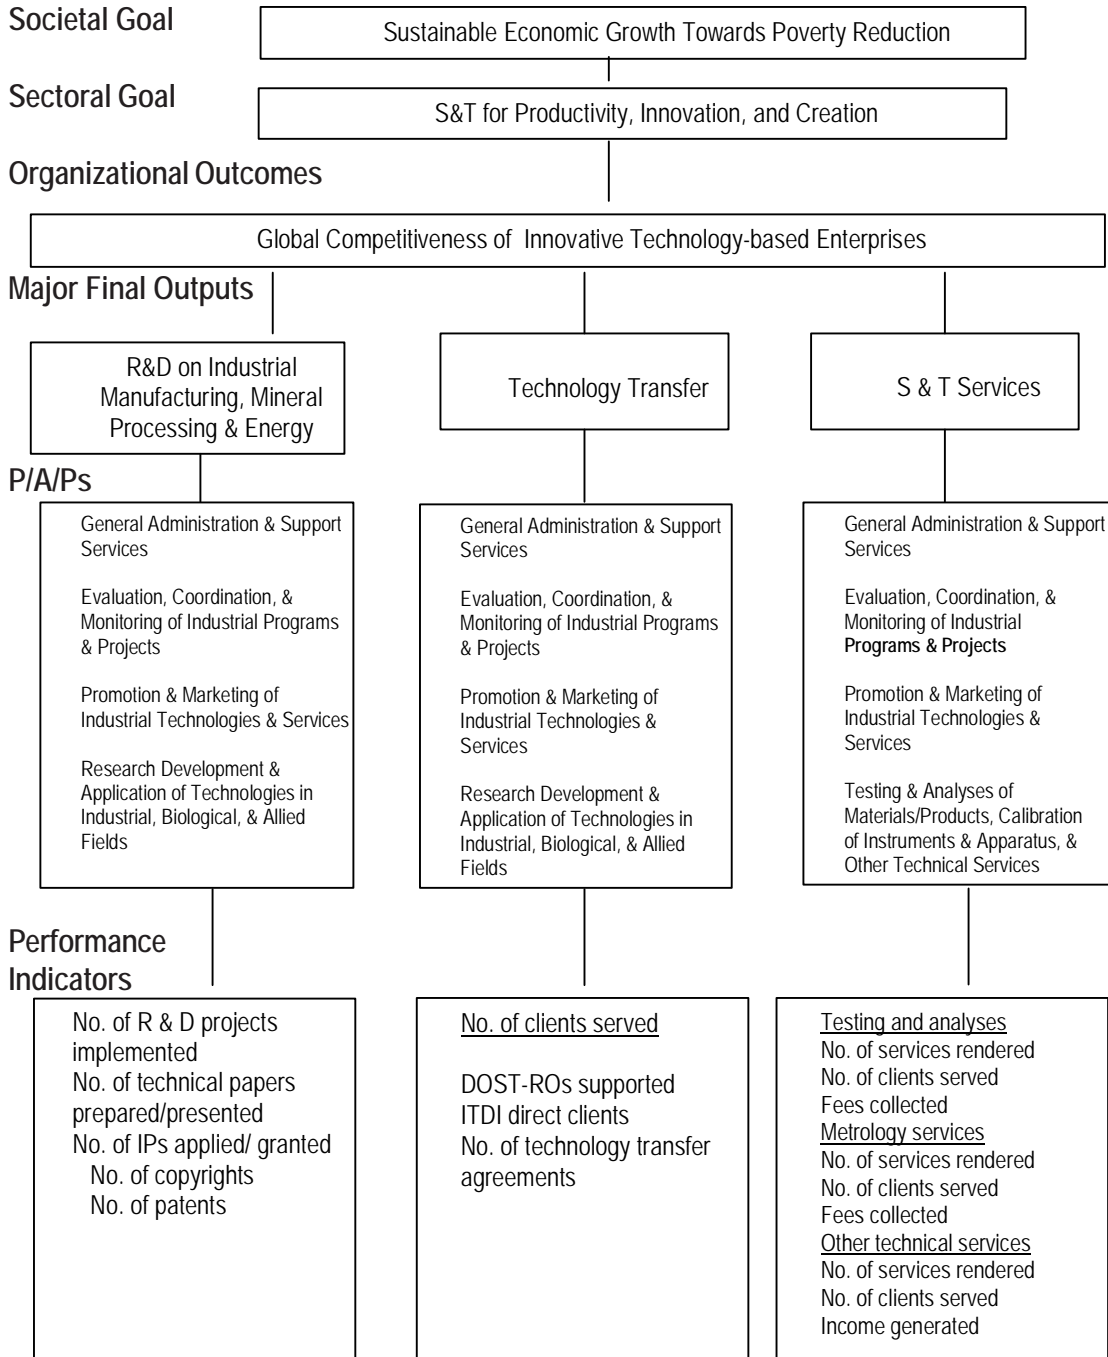 Societal Goal
Sustainable Economic Growth Towards Poverty Reduction
Sectoral Goal
S&T for Productivity, Innovation, and Creation
Organizational Outcomes
Global Competitiveness of Innovative Technology-based Enterprises
Major Final Outputs
R&D on Industrial
Manufacturing, Mineral
Processing & Energy
Technology Transfer
S & T Services
P/A/Ps
General Administration & Support
Services
Evaluation, Coordination, &
Monitoring of Industrial Programs
& Projects
Promotion & Marketing of
Industrial Technologies & Services
Research Development &
Application of Technologies in
Industrial, Biological, & Allied
Fields
General Administration & Support
Services
Evaluation, Coordination, &
Monitoring of Industrial Programs
& Projects
Promotion & Marketing of
Industrial Technologies &
Services
Research Development &
Application of Technologies in
Industrial, Biological, & Allied
Fields
General Administration & Support
Services
Evaluation, Coordination, &
Monitoring of Industrial
Programs & Projects
Promotion & Marketing of
Industrial Technologies &
Services
Testing & Analyses of
Materials/Products, Calibration
of Instruments & Apparatus, &
Other Technical Services
Performance
Indicators
No. of R & D projects
implemented
No. of technical papers
prepared/presented
No. of IPs applied/ granted
No. of copyrights
No. of patents
No. of clients served
DOST-ROs supported
ITDI direct clients
No. of technology transfer
agreements
Testing and analyses
No. of services rendered
No. of clients served
Fees collected
Metrology services
No. of services rendered
No. of clients served
Fees collected
Other technical services
No. of services rendered
No. of clients served
Income generated